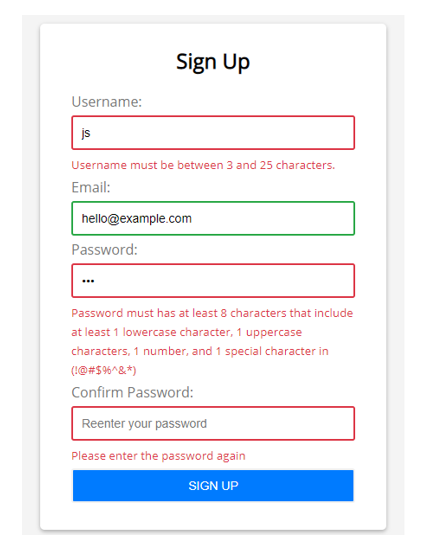 Sign Up
Username:
js
Username must be between 3 and 25 characters.
Email:
hello@example.com
Password:
•••
Password must has at least 8 characters that include
at least 1 lowercase character, 1 uppercase
characters, 1 number, and 1 special character in
(!@#$%^&*)
Confirm Password:
Reenter your password
Please enter the password again
SIGN UP